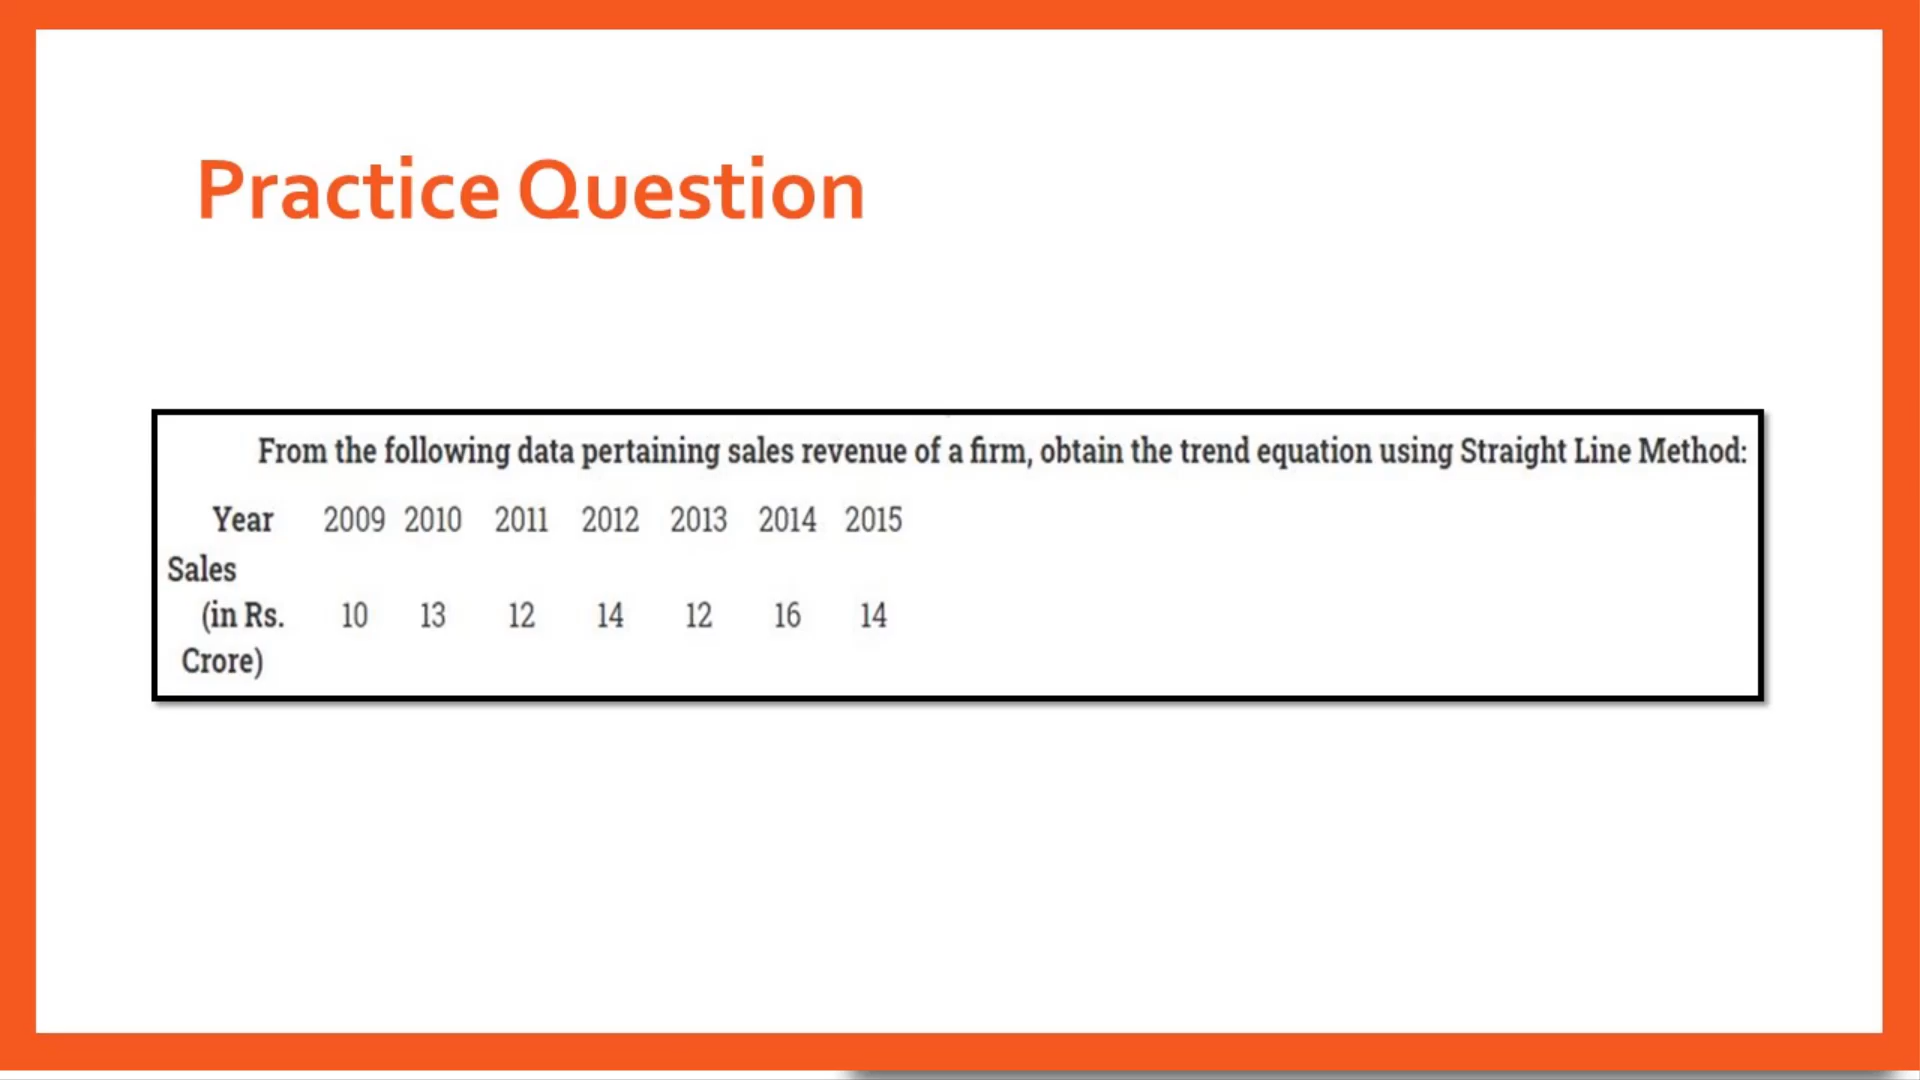 Practice Question
From the following data pertaining sales revenue of a firm, obtain the trend equation using Straight Line Method:
Year 2009 2010 2011 2012 2013 2014 2015
Sales
(in Rs. 10 13 12 14 12 16 14
Crore)